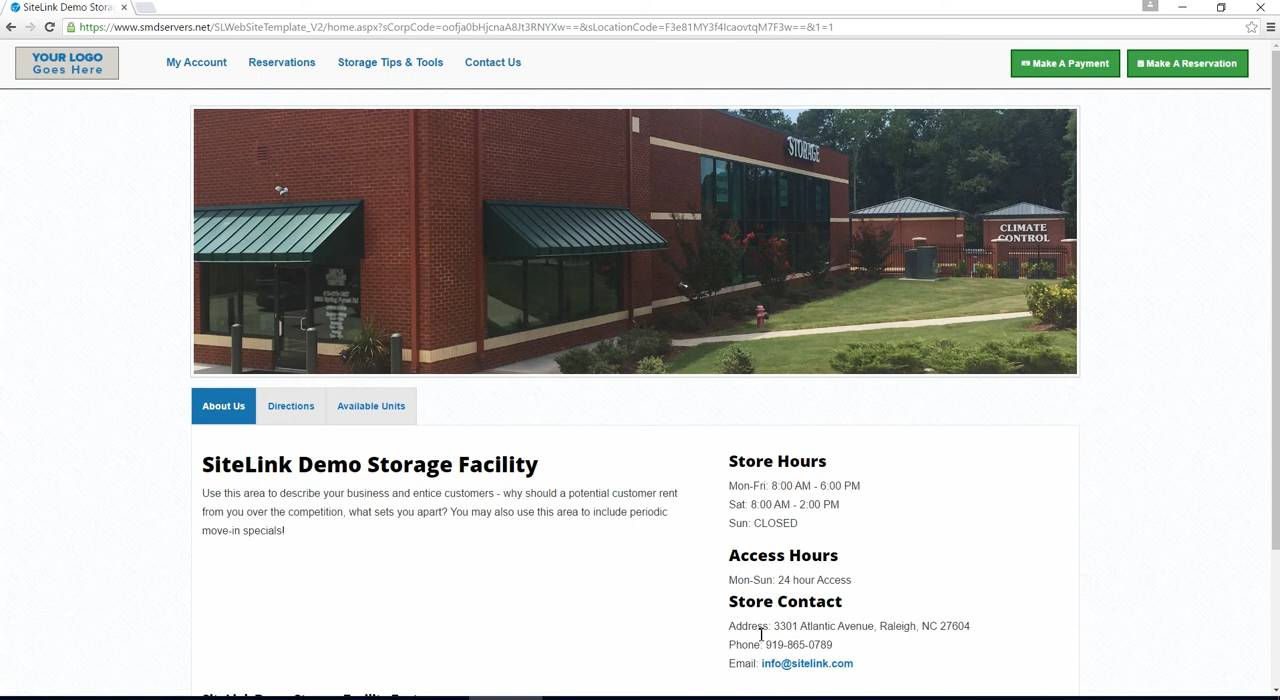 SiteLink Demo Stora
https://www.smdservers.net/SLWebSiteTemplate_V2/home.aspx?sCorpCode=oofja0bHjcnaA8Jt3RNYXw==&sLocationCode=F3e81MY3f4IcaovtqM7F3w==&1=1
YOUR LOGO
Goes Here
My Account Reservations Storage Tips & Tools Contact Us
Make A Payment Make A Reservation
STORAGE
CLIMATE
CONTROL
About Us Directions Available Units
SiteLink Demo Storage Facility
Use this area to describe your business and entice customers - why should a potential customer rent
from you over the competition, what sets you apart? You may also use this area to include periodic
move-in specials!
Store Hours
Mon-Fri: 8:00 AM - 6:00 PM
Sat: 8:00 AM - 2:00 PM
Sun: CLOSED
Access Hours
Mon-Sun: 24 hour Access
Store Contact
Address: 3301 Atlantic Avenue, Raleigh, NC 27604
Phone: 919-865-0789
Email: info@sitelink.com